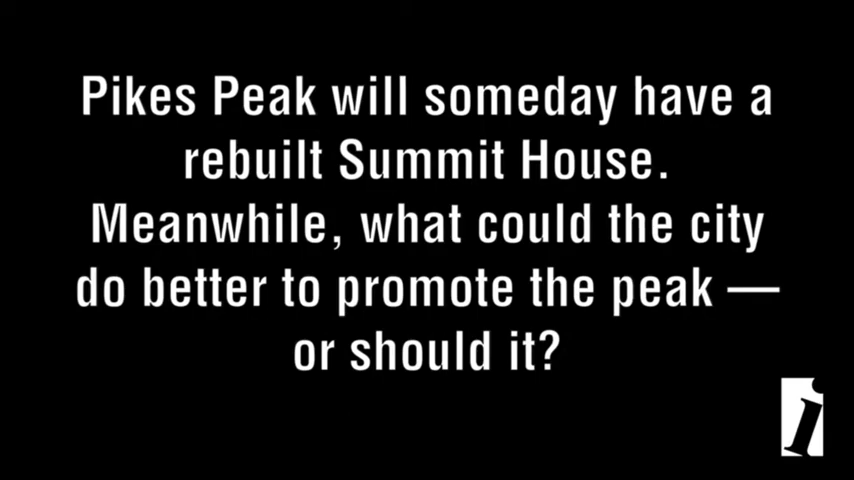 Pikes Peak will someday have a
rebuilt Summit House.
Meanwhile, what could the city
do better to promote the peak —
or should it?
i